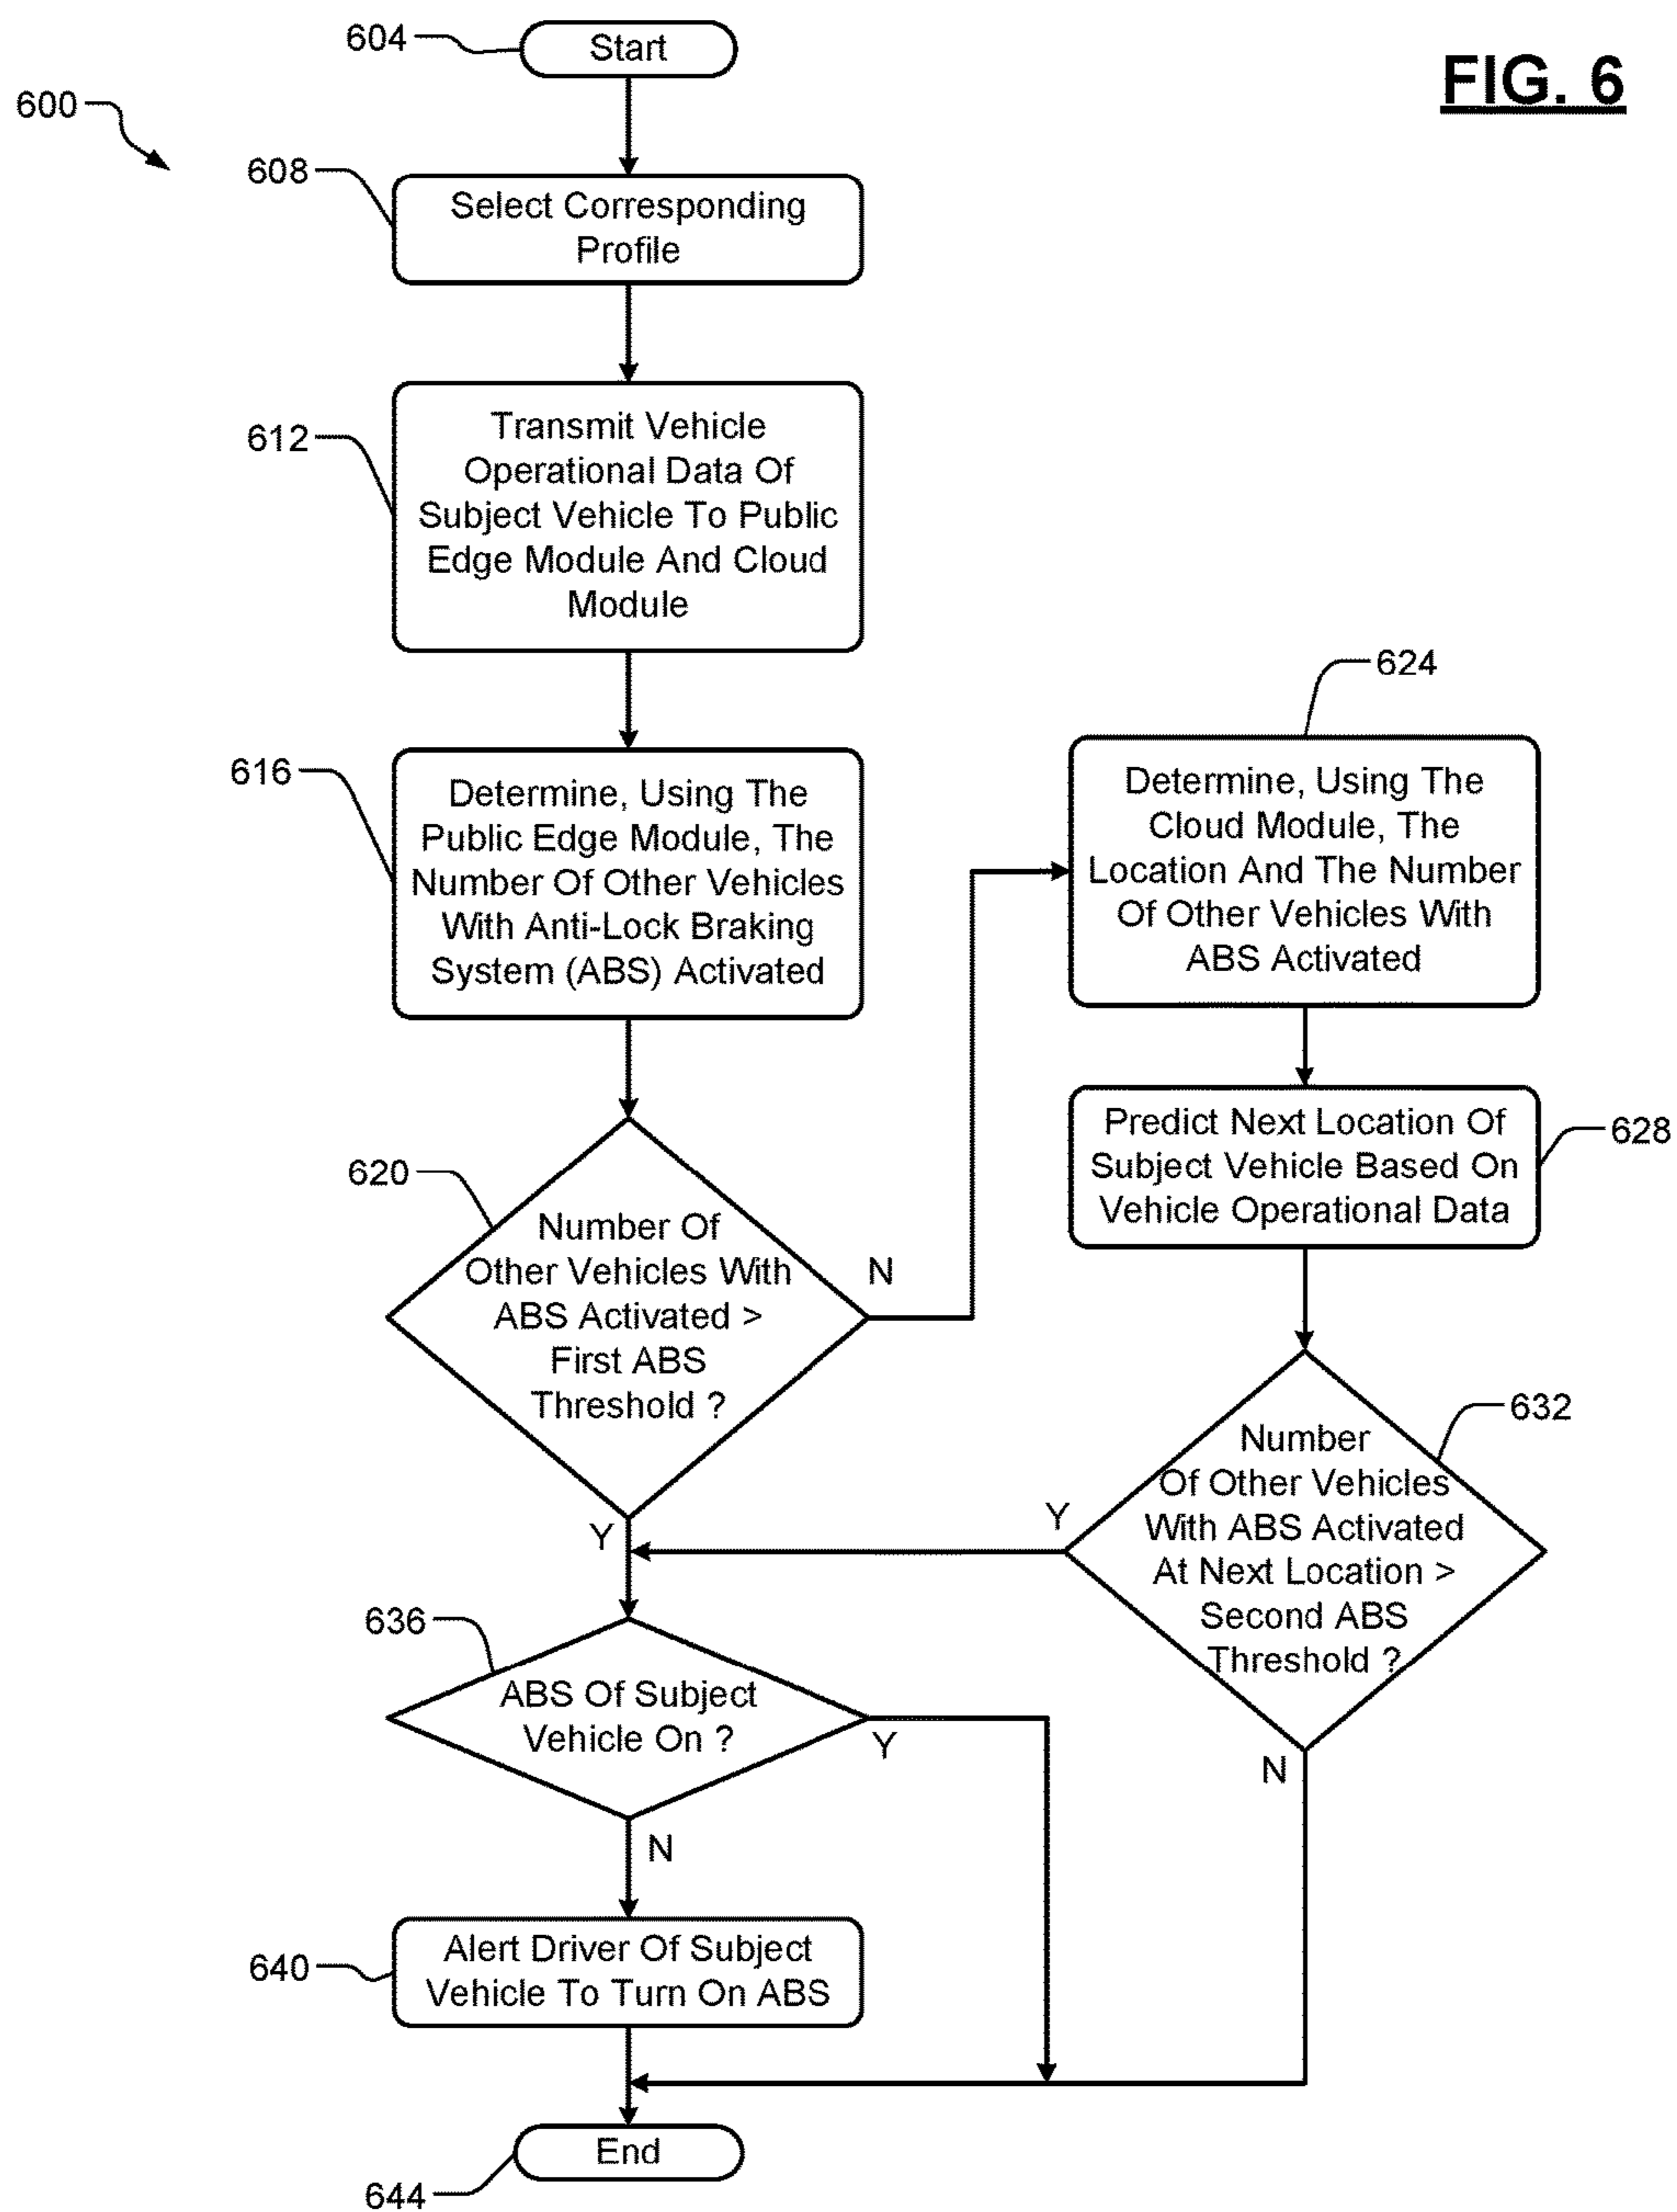 FIG. 6
600
604
Start
608
Select Corresponding
Profile
612
Transmit Vehicle
Operational Data Of
Subject Vehicle To Public
Edge Module And Cloud
Module
616
Determine, Using The
Public Edge Module, The
Number Of Other Vehicles
With Anti-Lock Braking
System (ABS) Activated
620
Number Of
Other Vehicles With
ABS Activated >
First ABS
Threshold ?
N
Y
624
Determine, Using The
Cloud Module, The
Location And The Number
Of Other Vehicles With
ABS Activated
628
Predict Next Location Of
Subject Vehicle Based On
Vehicle Operational Data
632
Number
Of Other Vehicles
With ABS Activated
At Next Location >
Second ABS
Threshold ?
Y
N
636
ABS Of Subject
Vehicle On ?
Y
N
640
Alert Driver Of Subject
Vehicle To Turn On ABS
End
644